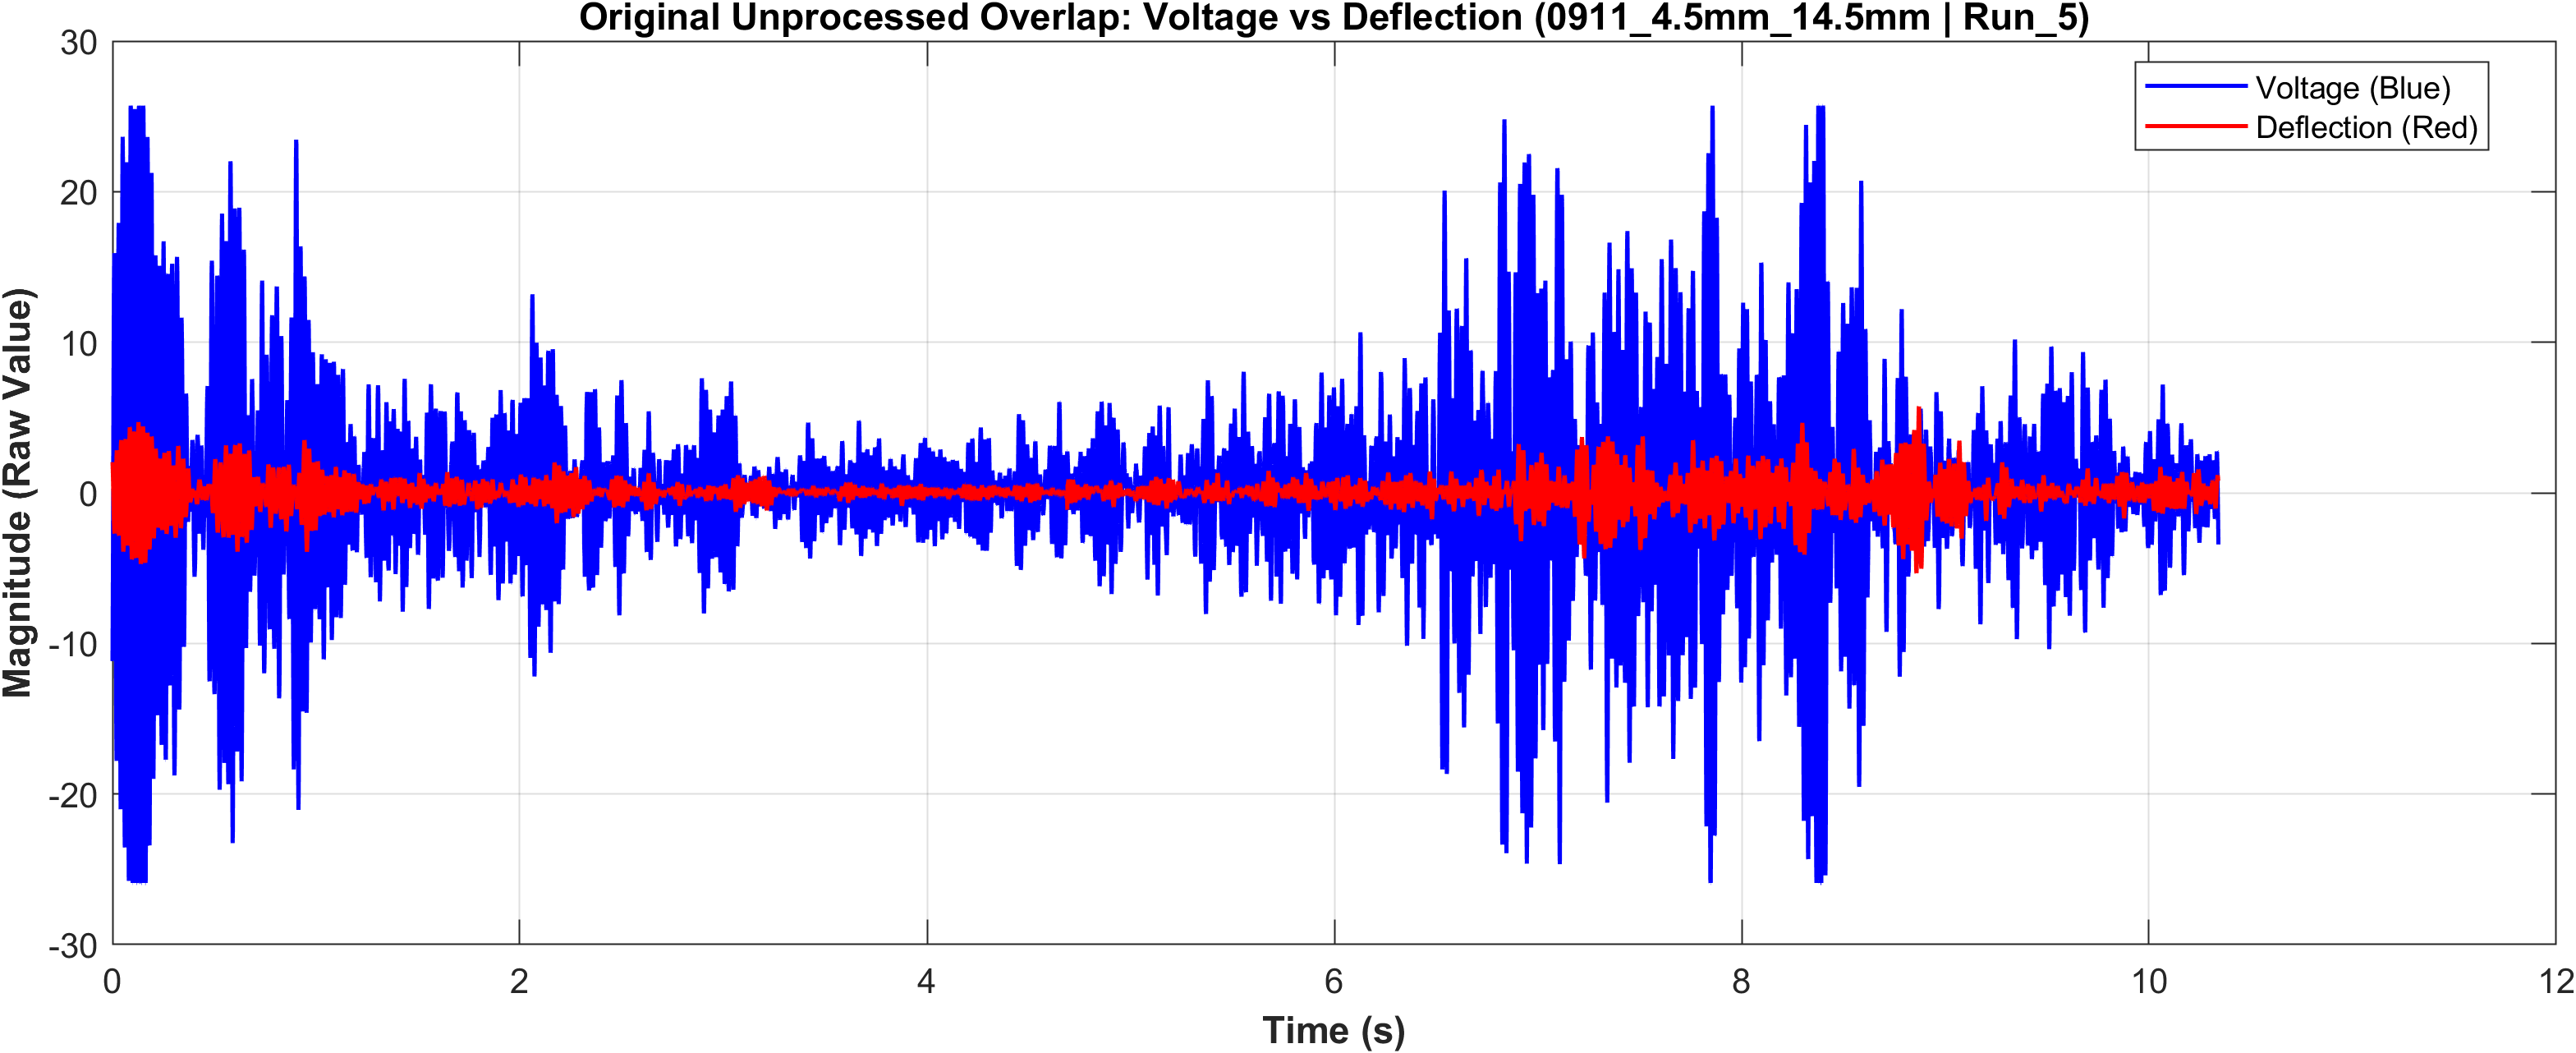 Original Unprocessed Overlap: Voltage vs Deflection (0911_4.5mm_14.5mm | Run_5)
Voltage (Blue)
Deflection (Red)
Magnitude (Raw Value)
30
20
10
0
-10
-20
-30
0 2 4 6 8 10 12
Time (s)